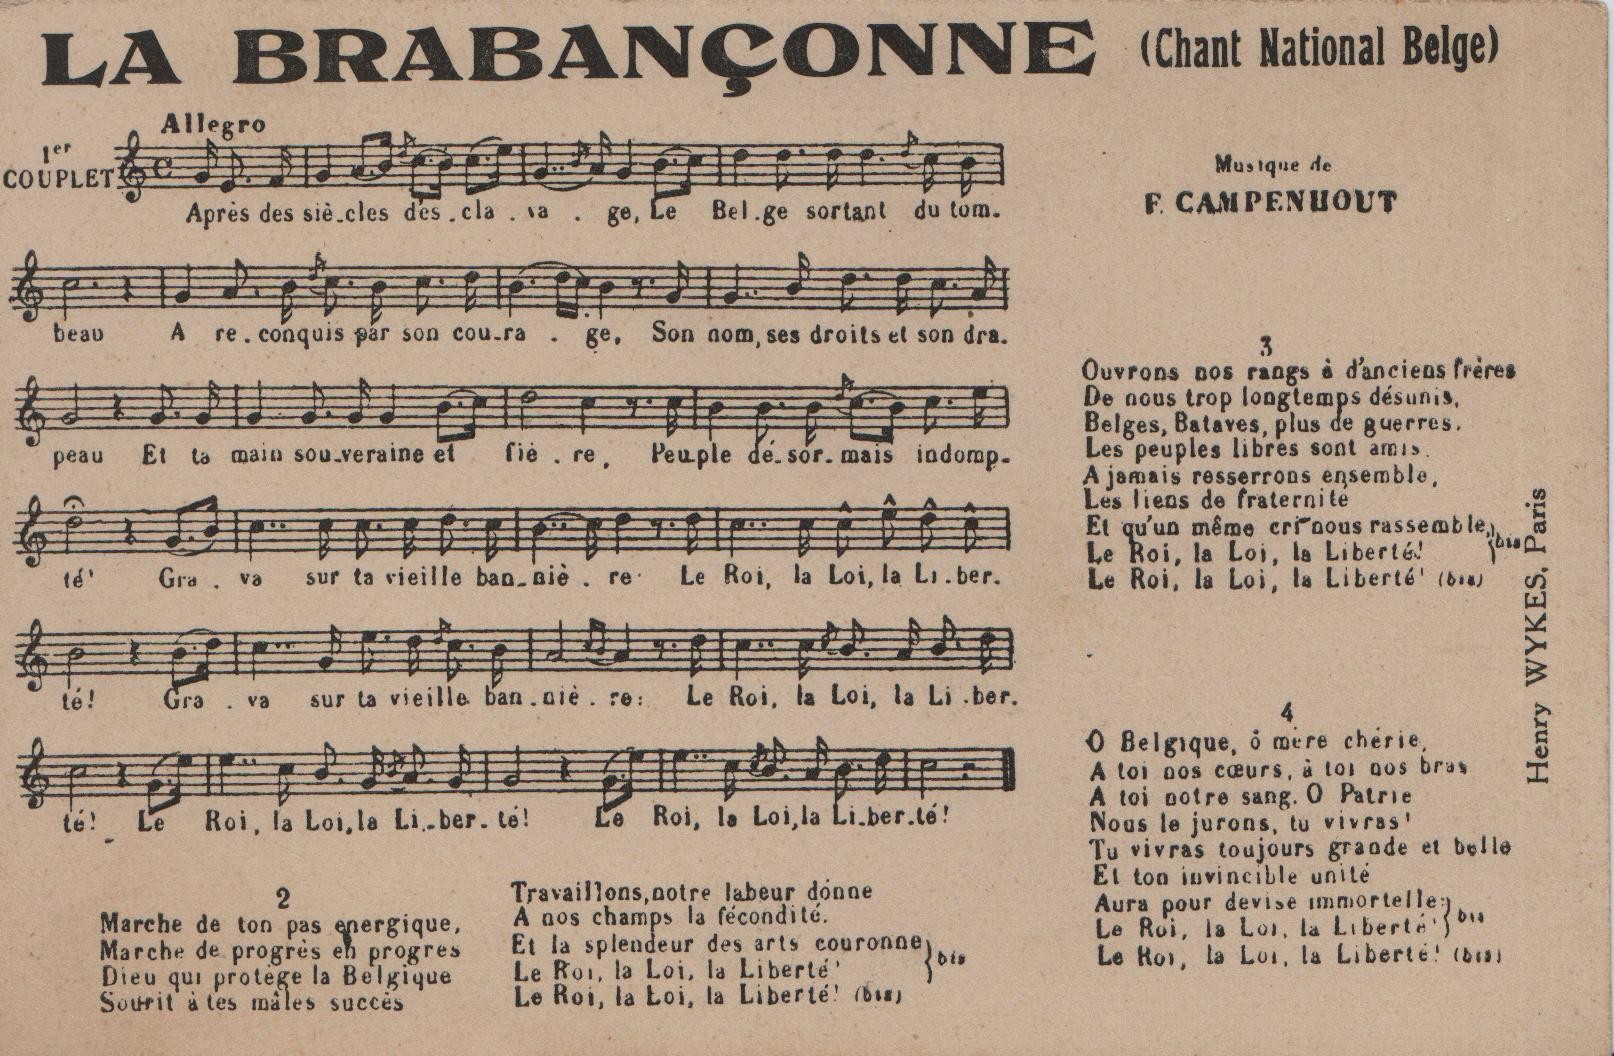 LA BRABANÇONNE (Chant National Belge)
Allegro
1er
COUPLET
Musique de
F. CAMPENHOUT
Après des siè-cles des-cla-va-ge, Le Bel-ge sortant du tom-
beau A re-conquis par son cou-ra-ge, Son nom, ses droits et son dra-
peau Et ta main sou-veraine et fiè-re, Peu-ple dé-sor-mais indomp-
té! Gra-va sur ta vieille ban-niè-re: Le Roi, la Loi, la Li-ber-
té! Gra-va sur ta vieille ban-niè-re: Le Roi, la Loi, la Li-ber-
té! Le Roi, la Loi, la Li-ber-té! Le Roi, la Loi, la Li-ber-té!
2
Marche de ton pas energique,
Marche de progrès en progres
Dieu qui protège la Belgique
Sourit à tes mâles succès
Travaillons, notre labeur donne
A nos champs la fécondité.
Et la splendeur des arts couronne
Le Roi, la Loi, la Liberté! } bis
Le Roi, la Loi, la Liberté! (bis)
3
Ouvrons nos rangs à d'anciens frères
De nous trop longtemps désunis,
Belges, Bataves, plus de guerres.
Les peuples libres sont amis.
A jamais resserrons ensemble,
Les liens de fraternité
Et qu'un même cri nous rassemble,
Le Roi, la Loi, la Liberté! } bis
Le Roi, la Loi, la Liberté! (bis)
4
O Belgique, ô mère chérie,
A toi nos cœurs, à toi nos bras
A toi notre sang. O Patrie
Nous le jurons, tu vivras!
Tu vivras toujours grande et belle
Et ton invincible unité
Aura pour devise immortelle:
Le Roi, la Loi, la Liberté! } bis
Le Roi, la Loi, la Liberté! (bis)
Henry WYKES, Paris